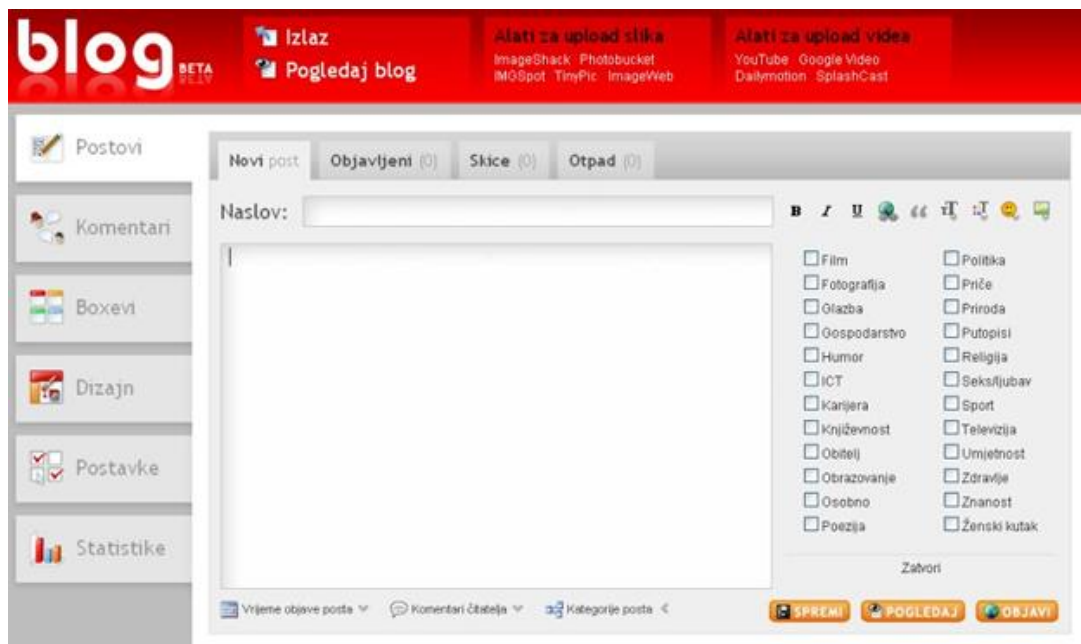 blog BETA
Izlaz
Pogledaj blog
Alati za upload slika
ImageShack Photobucket
IMGSpot TinyPic ImageWeb
Alati za upload videa
YouTube Google Video
Dailymotion SplashCast
Postovi
Komentari
Boxevi
Dizajn
Postavke
Statistike
Novi post Objavljeni (0) Skice (0) Otpad (0)
Naslov:
B I U
Film
Fotografija
Glazba
Gospodarstvo
Humor
ICT
Karijera
Književnost
Obitelj
Obrazovanje
Osobno
Poezija
Politika
Priče
Priroda
Putopisi
Religija
Seks/ljubav
Sport
Televizija
Umjetnost
Zdravlje
Znanost
Ženski kutak
Zatvori
Vrijeme objave posta Komentari čitatelja Kategorije posta
SPREMI POGLEDAJ OBJAVI